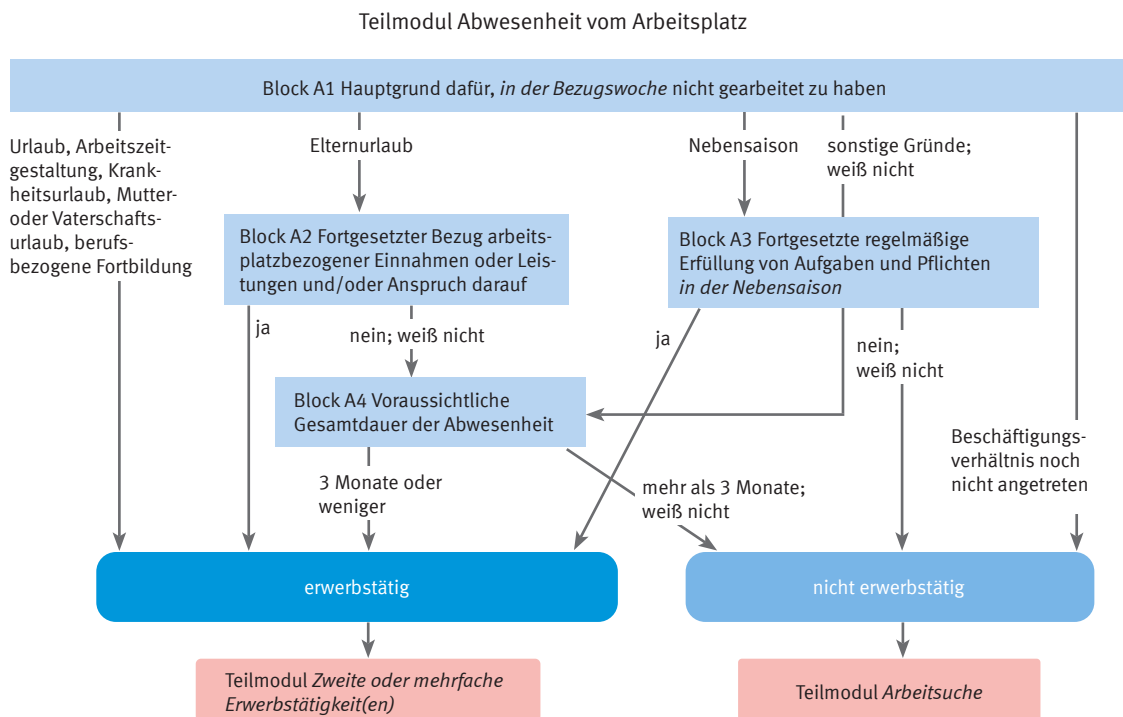 Teilmodul Abwesenheit vom Arbeitsplatz
Block A1 Hauptgrund dafür, in der Bezugswoche nicht gearbeitet zu haben
Urlaub, Arbeitszeit-
gestaltung, Krank-
heitsurlaub, Mutter-
oder Vaterschafts-
urlaub, berufs-
bezogene Fortbildung
Elternurlaub
Nebensaison
sonstige Gründe;
weiß nicht
Block A2 Fortgesetzter Bezug arbeits-
platzbezogener Einnahmen oder Leis-
tungen und/oder Anspruch darauf
Block A3 Fortgesetzte regelmäßige
Erfüllung von Aufgaben und Pflichten
in der Nebensaison
ja
nein; weiß nicht
ja
nein;
weiß nicht
Block A4 Voraussichtliche
Gesamtdauer der Abwesenheit
Beschäftigungs-
verhältnis noch
nicht angetreten
3 Monate oder
weniger
mehr als 3 Monate;
weiß nicht
erwerbstätig
nicht erwerbstätig
Teilmodul Zweite oder mehrfache
Erwerbstätigkeit(en)
Teilmodul Arbeitsuche